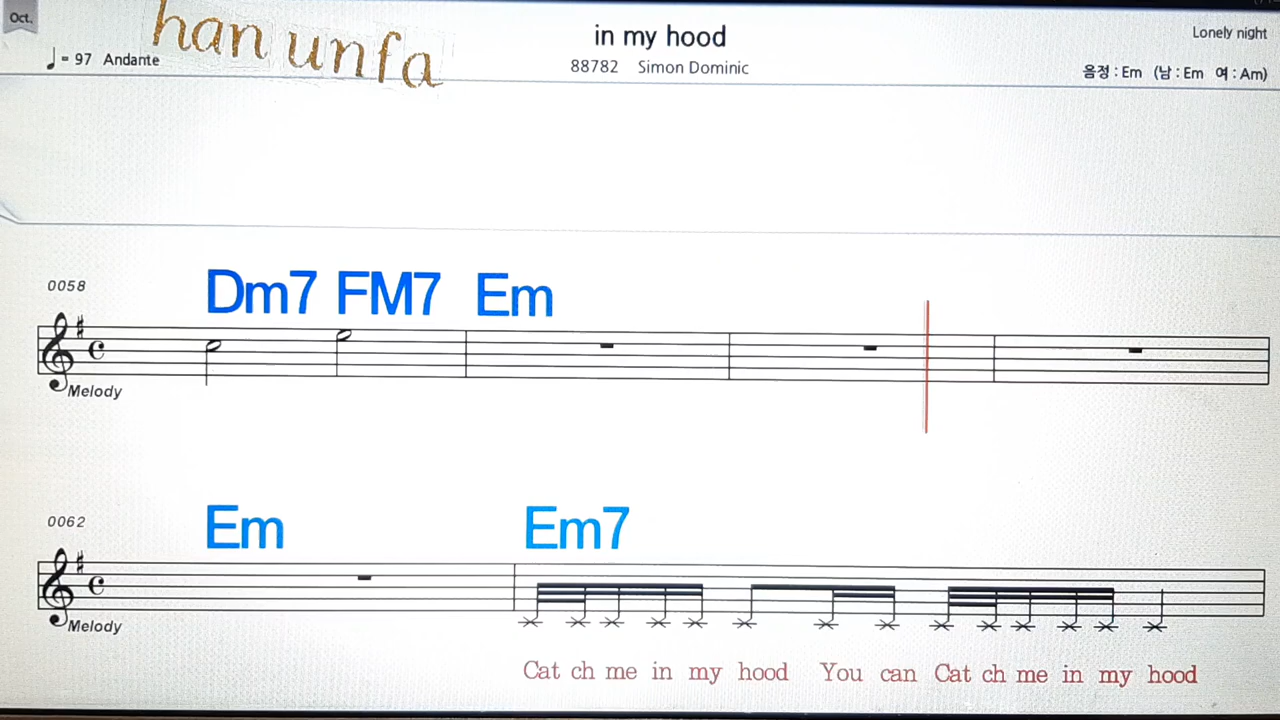 Oct.
han unfa
in my hood
Lonely night
♩ = 97 Andante
88782 Simon Dominic
음정 : Em (남 : Em 여 : Am)
0058
Dm7 FM7 Em
Melody
0062
Em Em7
Melody
Cat ch me in my hood You can Cat ch me in my hood